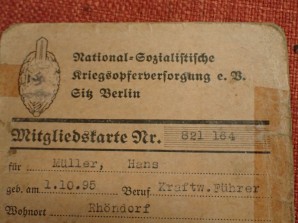 National-Sozialistische
Kriegsopferversorgung e. V.
Sitz Berlin
Mitgliedskarte Nr. 821 164
für Müller, Hans
geb. am 1.10.95 Beruf Kraftw.Führer
Wohnort Rhöndorf